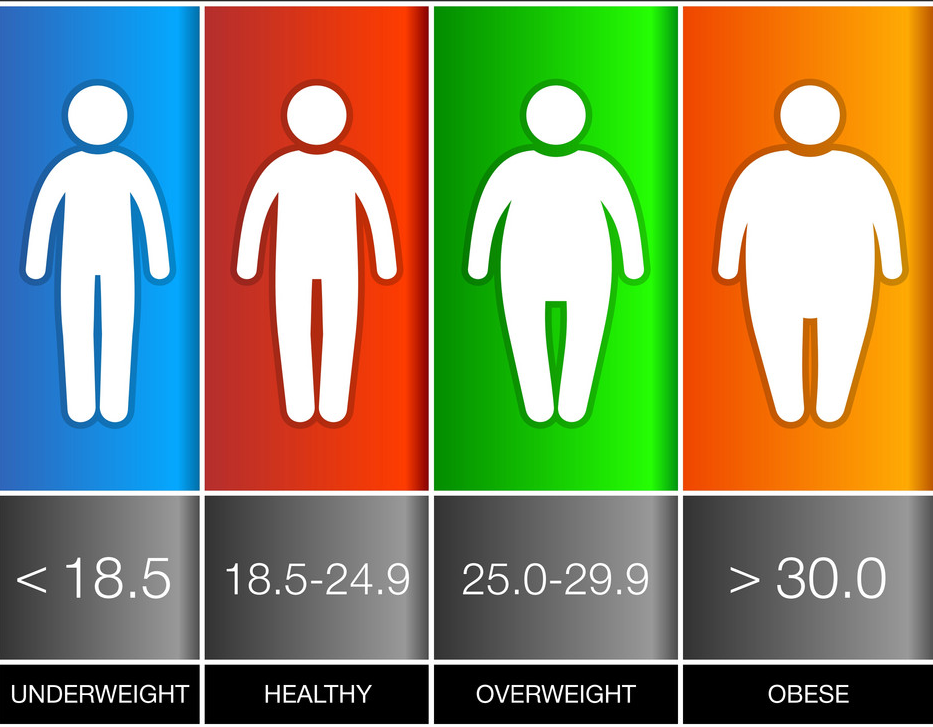 < 18.5
18.5-24.9
25.0-29.9
> 30.0
UNDERWEIGHT
HEALTHY
OVERWEIGHT
OBESE